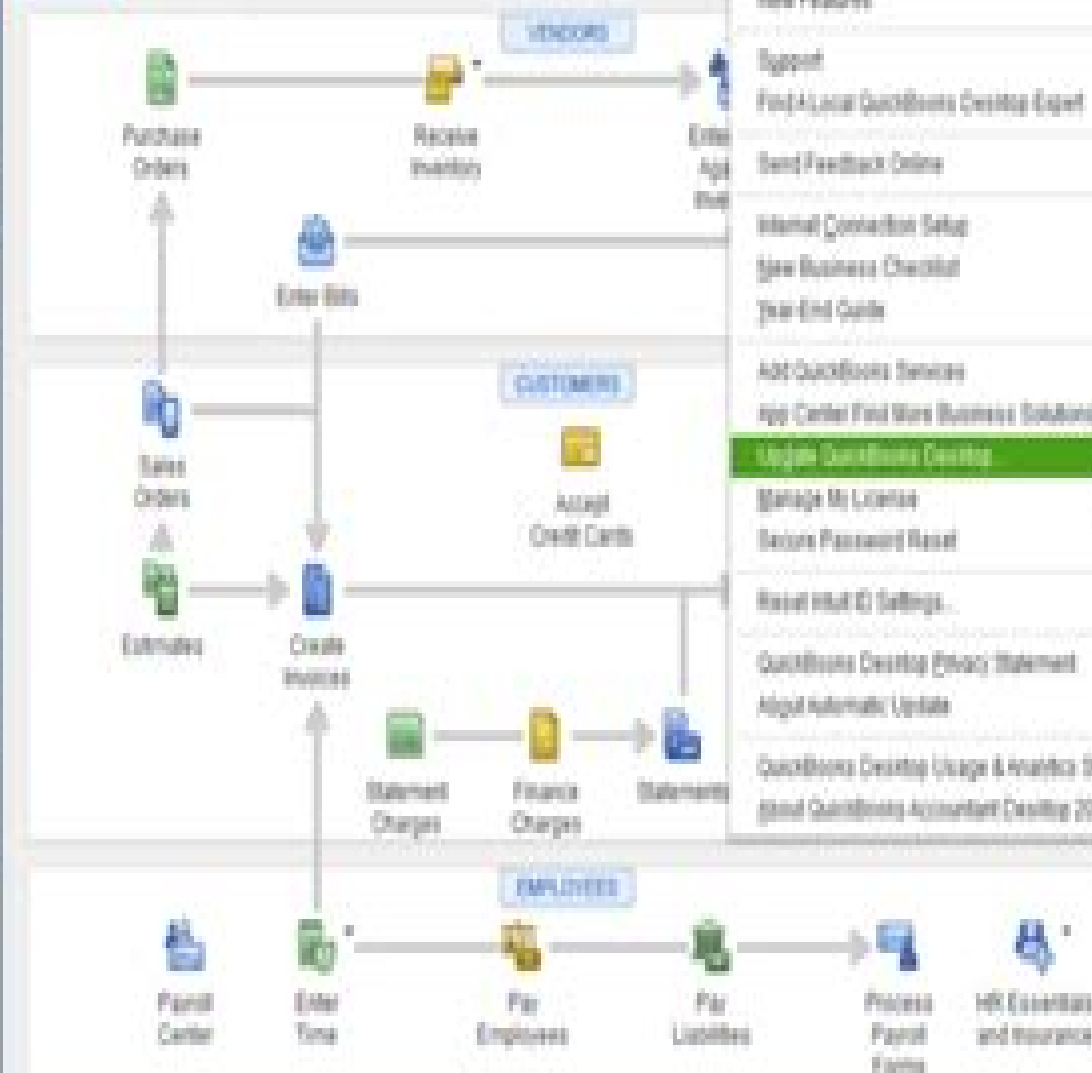 New Features
VENDORS
Support
Find A Local QuickBooks Desktop Expert
Purchase
Orders
Receive
Inventory
Send Feedback Online
Internet Connection Setup
New Business Checklist
Enter Bills
Year-End Guide
CUSTOMERS
Add QuickBooks Services
App Center: Find More Business Solutions
Update QuickBooks Desktop...
Sales
Orders
Accept
Credit Cards
Manage My License
Secure Password Reset
Reset Intuit ID Settings...
Estimates
Create
Invoices
QuickBooks Desktop Privacy Statement
About Automatic Update
Statement
Charges
Finance
Charges
Statements
QuickBooks Desktop Usage & Analytics
About QuickBooks Accountant Desktop 20
EMPLOYEES
Payroll
Center
Enter
Time
Pay
Employees
Pay
Liabilities
Process
Payroll
Forms
HR Essentials
and Insurance